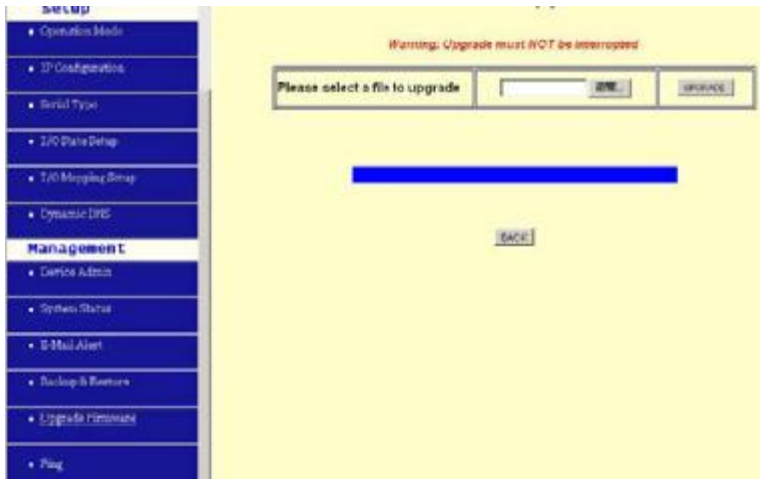 Setup
Operation Mode
IP Configuration
Serial Type
I/O State Setup
I/O Mapping Setup
Dynamic DNS
Management
Device Admin
System Status
E-Mail Alert
Backup & Restore
Upgrade Firmware
Ping
Warning: Upgrade must NOT be interrupted
Please select a file to upgrade
UPGRADE
BACK